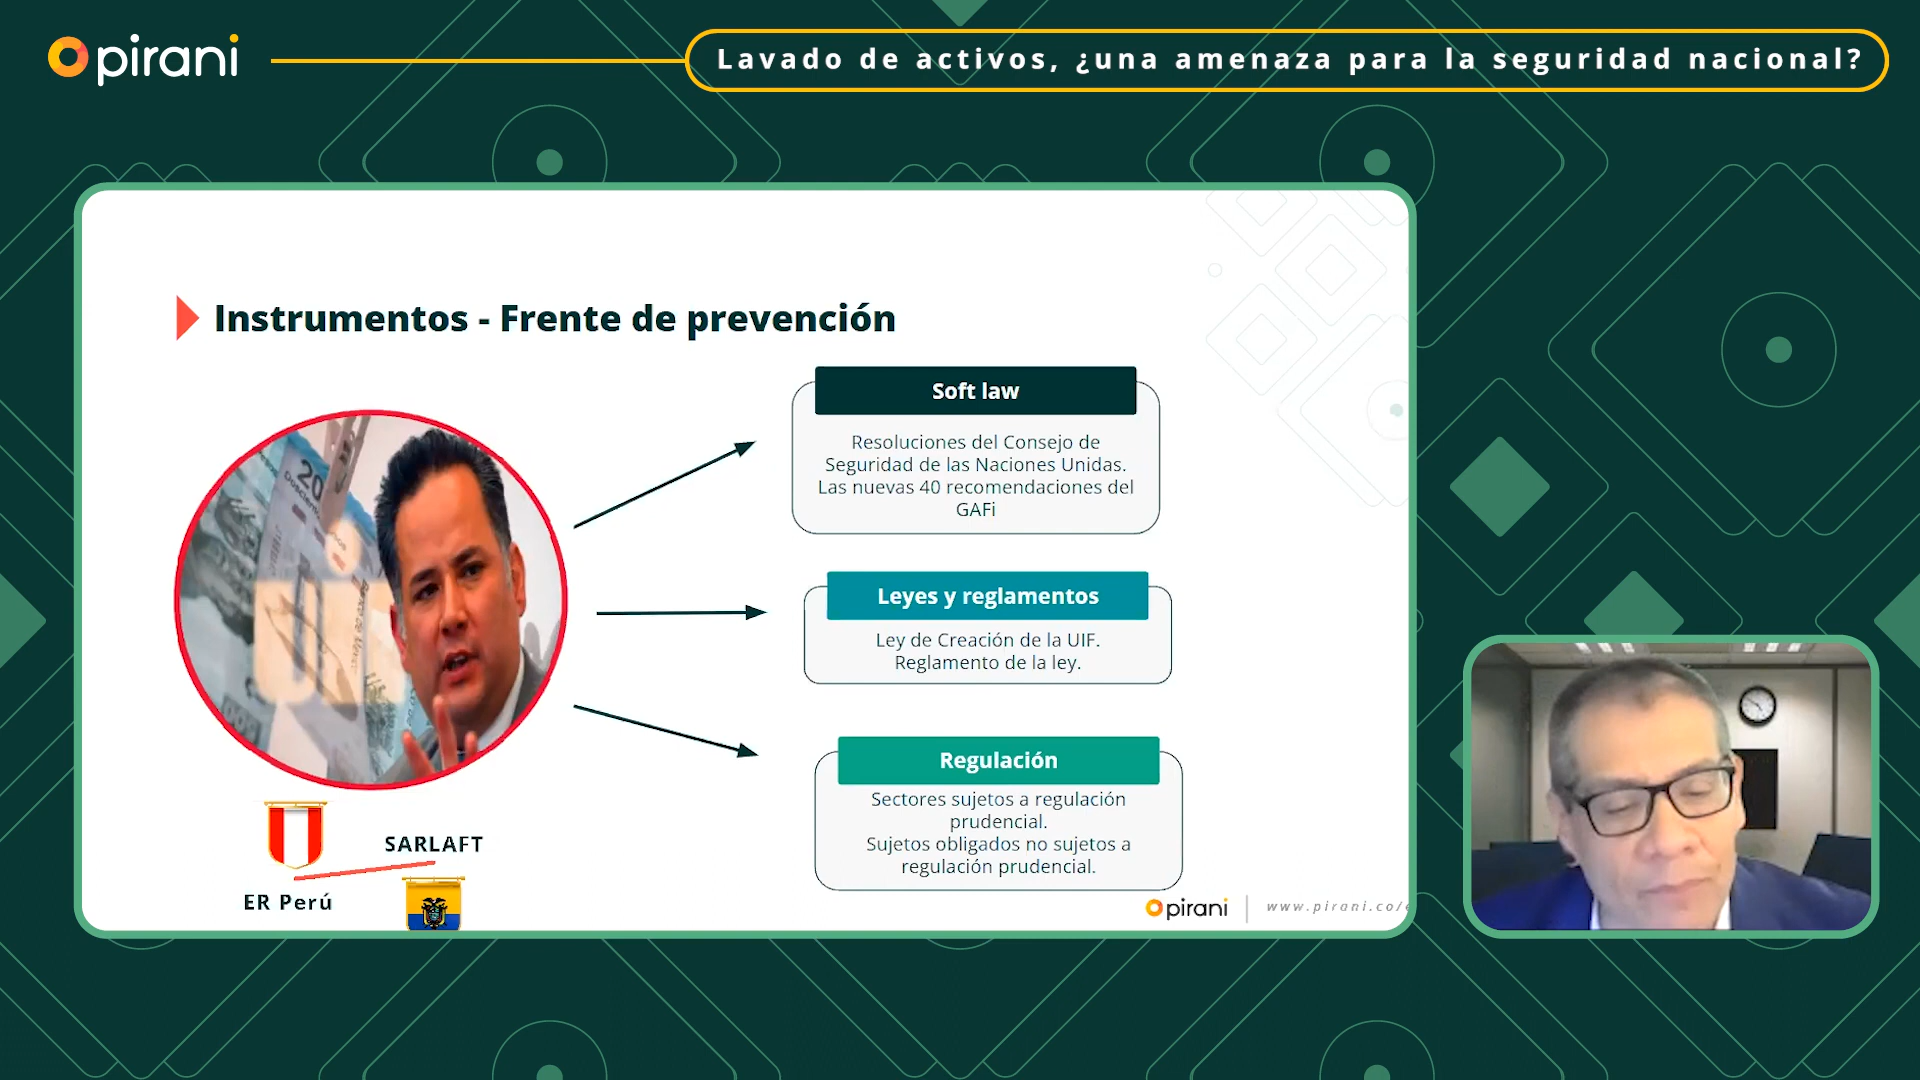 pirani
Lavado de activos, ¿una amenaza para la seguridad nacional?
Instrumentos - Frente de prevención
Soft law
Resoluciones del Consejo de
Seguridad de las Naciones Unidas.
Las nuevas 40 recomendaciones del
GAFi
Leyes y reglamentos
Ley de Creación de la UIF.
Reglamento de la ley.
Regulación
Sectores sujetos a regulación
prudencial.
Sujetos obligados no sujetos a
regulación prudencial.
20
SARLAFT
ER Perú
pirani
www.pirani.co/